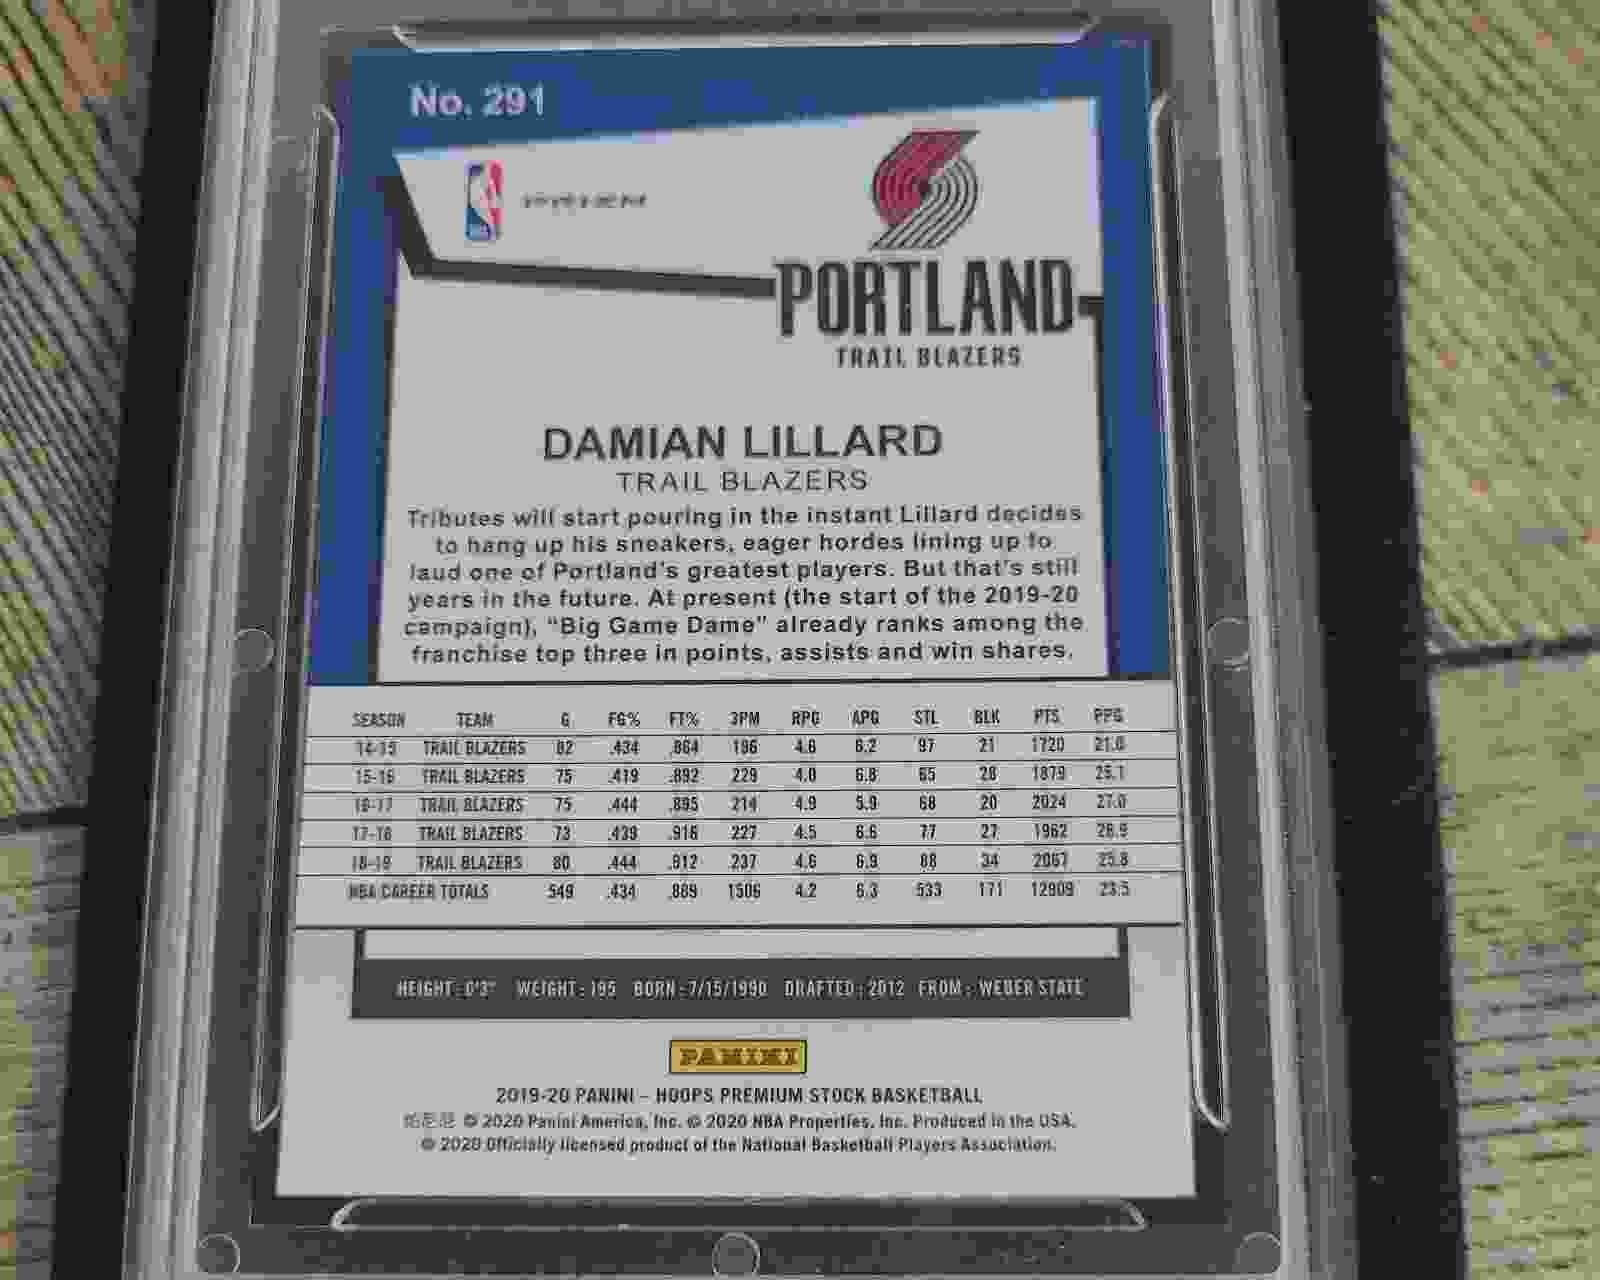 No. 291
NBA
PORTLAND
TRAIL BLAZERS
DAMIAN LILLARD
TRAIL BLAZERS
Tributes will start pouring in the instant Lillard decides
to hang up his sneakers, eager hordes lining up to
laud one of Portland's greatest players. But that's still
years in the future. At present (the start of the 2019-20
campaign), “Big Game Dame” already ranks among the
franchise top three in points, assists and win shares.
SEASON TEAM G FG% FT% 3PM RPG APG STL BLK PTS PPG
14-15 TRAIL BLAZERS 82 .434 .864 196 4.6 6.2 97 21 1720 21.0
15-16 TRAIL BLAZERS 75 .419 .892 229 4.0 6.8 65 28 1879 25.1
16-17 TRAIL BLAZERS 75 .444 .895 214 4.9 5.9 68 20 2024 27.0
17-18 TRAIL BLAZERS 73 .439 .916 227 4.5 6.6 77 27 1962 26.9
18-19 TRAIL BLAZERS 80 .444 .912 237 4.6 6.9 88 34 2067 25.8
NBA CAREER TOTALS 549 .434 .889 1506 4.2 6.3 533 171 12909 23.5
HEIGHT: 6'3" WEIGHT: 195 BORN: 7/15/1990 DRAFTED: 2012 FROM: WEBER STATE
PANINI
2019-20 PANINI – HOOPS PREMIUM STOCK BASKETBALL
© 2020 Panini America, Inc. © 2020 NBA Properties, Inc. Produced in the USA.
© 2020 Officially licensed product of the National Basketball Players Association.